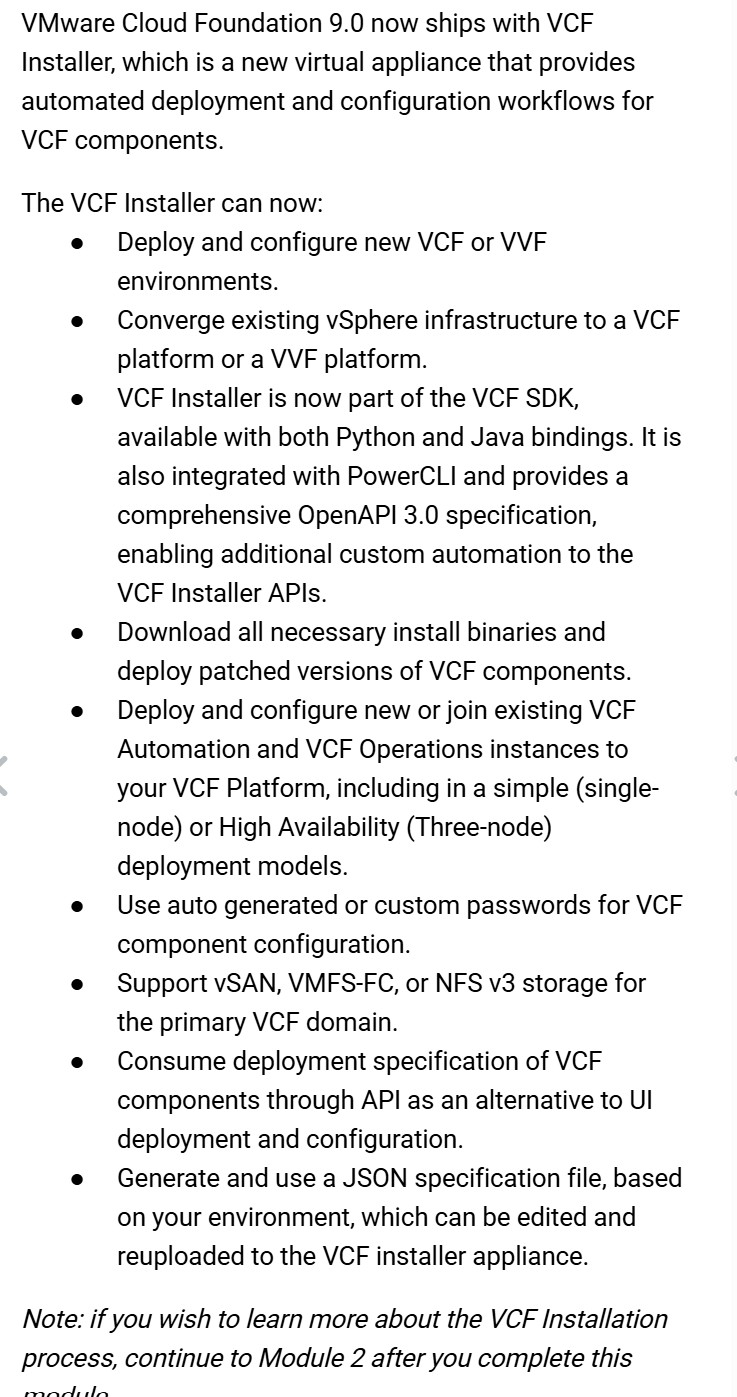 VMware Cloud Foundation 9.0 now ships with VCF
Installer, which is a new virtual appliance that provides
automated deployment and configuration workflows for
VCF components.
The VCF Installer can now:
● Deploy and configure new VCF or VVF
environments.
● Converge existing vSphere infrastructure to a VCF
platform or a VVF platform.
● VCF Installer is now part of the VCF SDK,
available with both Python and Java bindings. It is
also integrated with PowerCLI and provides a
comprehensive OpenAPI 3.0 specification,
enabling additional custom automation to the
VCF Installer APIs.
● Download all necessary install binaries and
deploy patched versions of VCF components.
● Deploy and configure new or join existing VCF
Automation and VCF Operations instances to
your VCF Platform, including in a simple (single-
node) or High Availability (Three-node)
deployment models.
● Use auto generated or custom passwords for VCF
component configuration.
● Support vSAN, VMFS-FC, or NFS v3 storage for
the primary VCF domain.
● Consume deployment specification of VCF
components through API as an alternative to UI
deployment and configuration.
● Generate and use a JSON specification file, based
on your environment, which can be edited and
reuploaded to the VCF installer appliance.
Note: if you wish to learn more about the VCF Installation
process, continue to Module 2 after you complete this
module